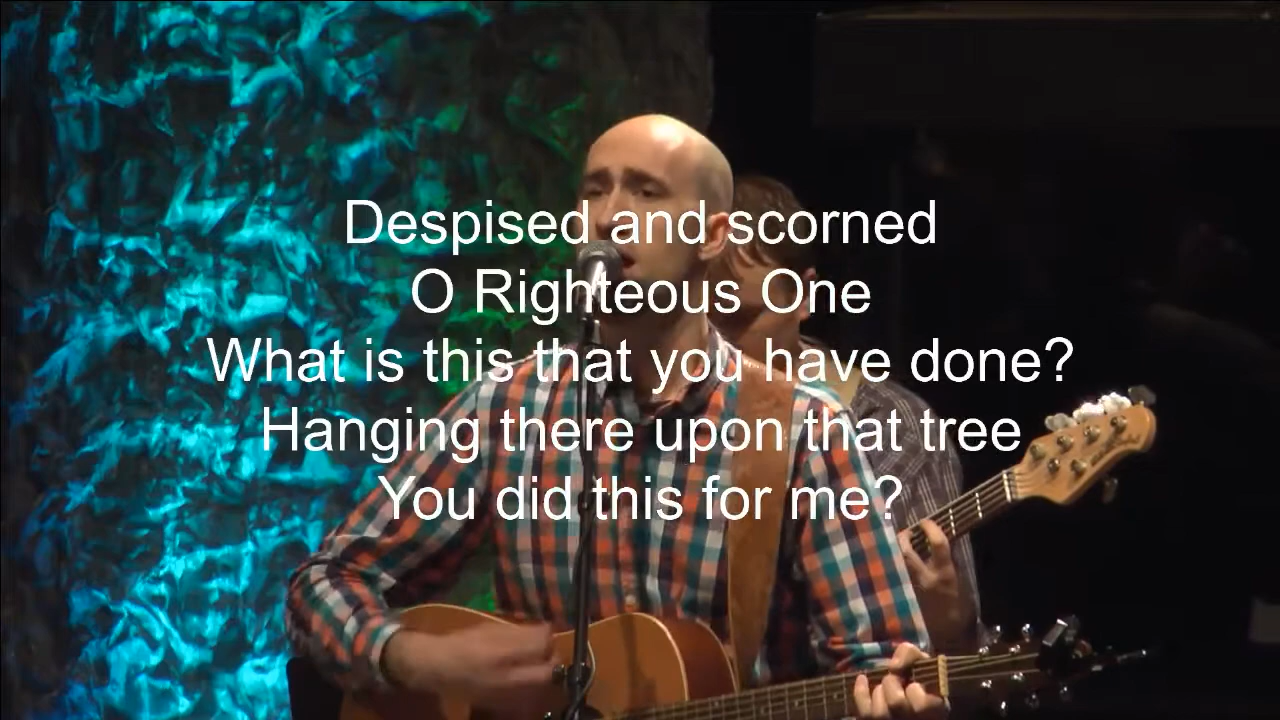 Despised and scorned
O Righteous One
What is this that you have done?
Hanging there upon that tree
You did this for me?